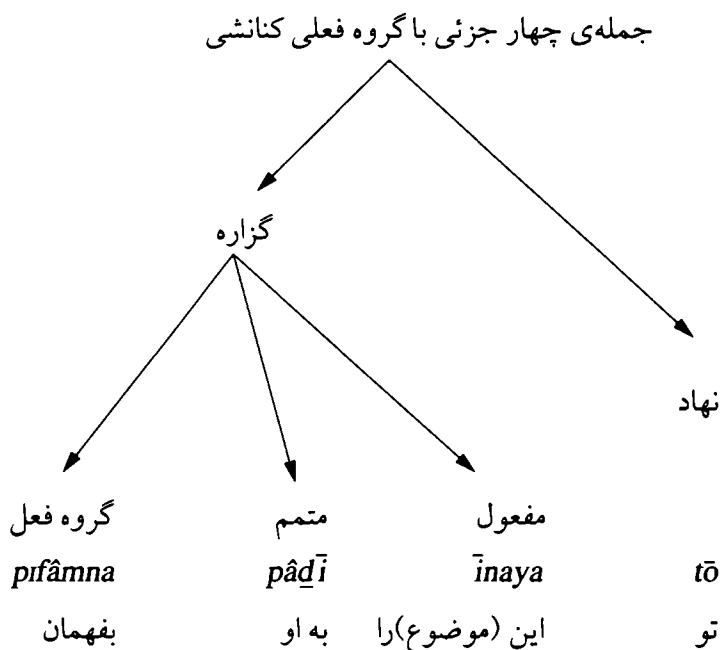 جمله‌ی چهار جزئی با گروه فعلی کنانشی
گزاره
نهاد
مفعول متمم گروه فعل
tō īnaya pâḏī pıfâmna
تو این (موضوع)را به او بفهمان